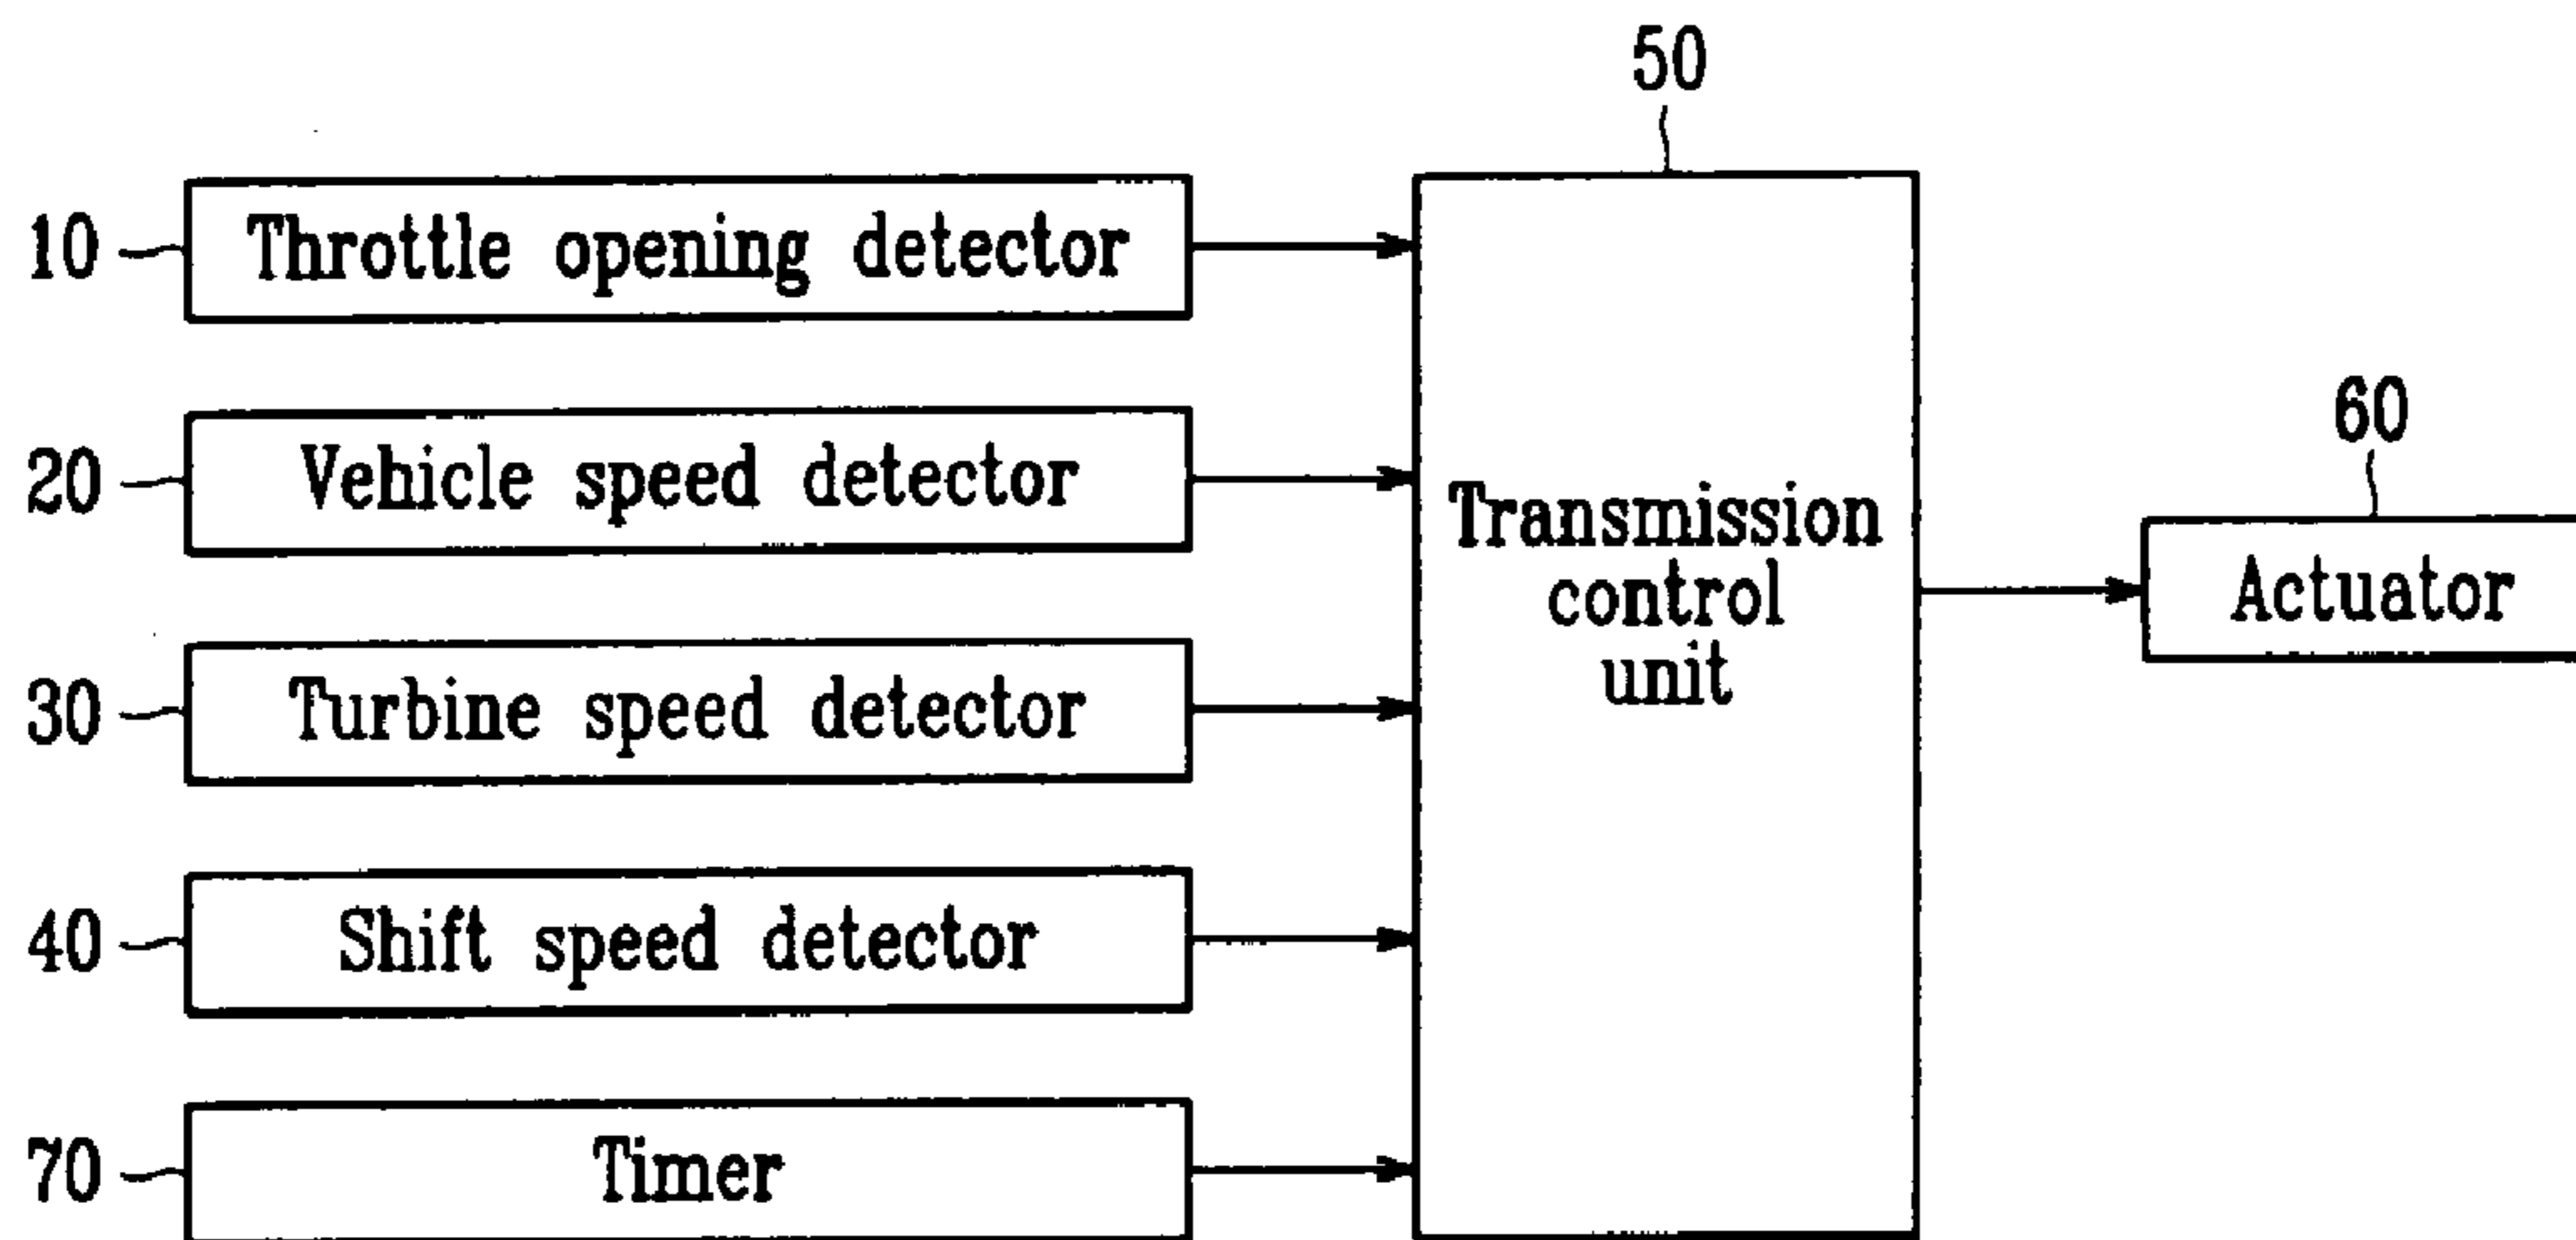 50
10 Throttle opening detector
20 Vehicle speed detector
60
Transmission
control
unit
Actuator
30 Turbine speed detector
40 Shift speed detector
70 Timer